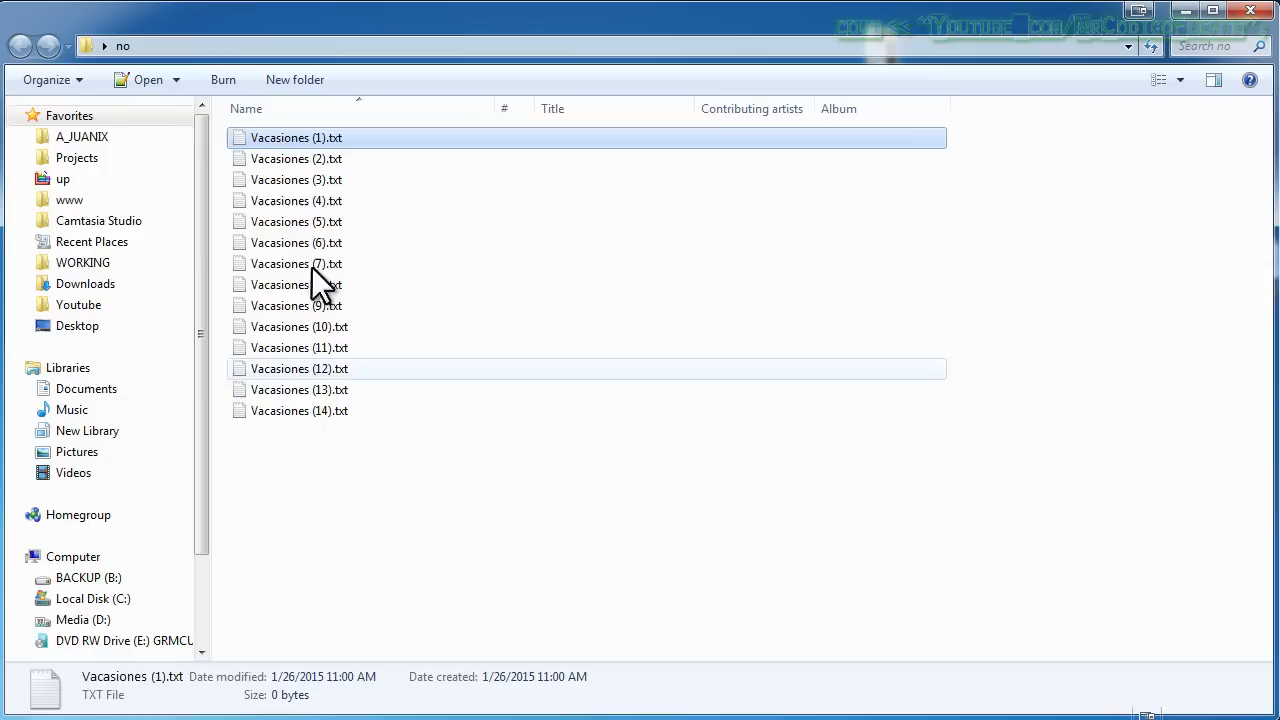 no
Search no
Organize
Open
Burn
New folder
Name
#
Title
Contributing artists
Album
Favorites
A_JUANIX
Projects
up
www
Camtasia Studio
Recent Places
WORKING
Downloads
Youtube
Desktop
Libraries
Documents
Music
New Library
Pictures
Videos
Homegroup
Computer
BACKUP (B:)
Local Disk (C:)
Media (D:)
DVD RW Drive (E:) GRMCU
Vacasiones (1).txt
Vacasiones (2).txt
Vacasiones (3).txt
Vacasiones (4).txt
Vacasiones (5).txt
Vacasiones (6).txt
Vacasiones (7).txt
Vacasiones
Vacasiones (9).txt
Vacasiones (10).txt
Vacasiones (11).txt
Vacasiones (12).txt
Vacasiones (13).txt
Vacasiones (14).txt
Vacasiones (1).txt Date modified: 1/26/2015 11:00 AM Date created: 1/26/2015 11:00 AM
TXT File Size: 0 bytes